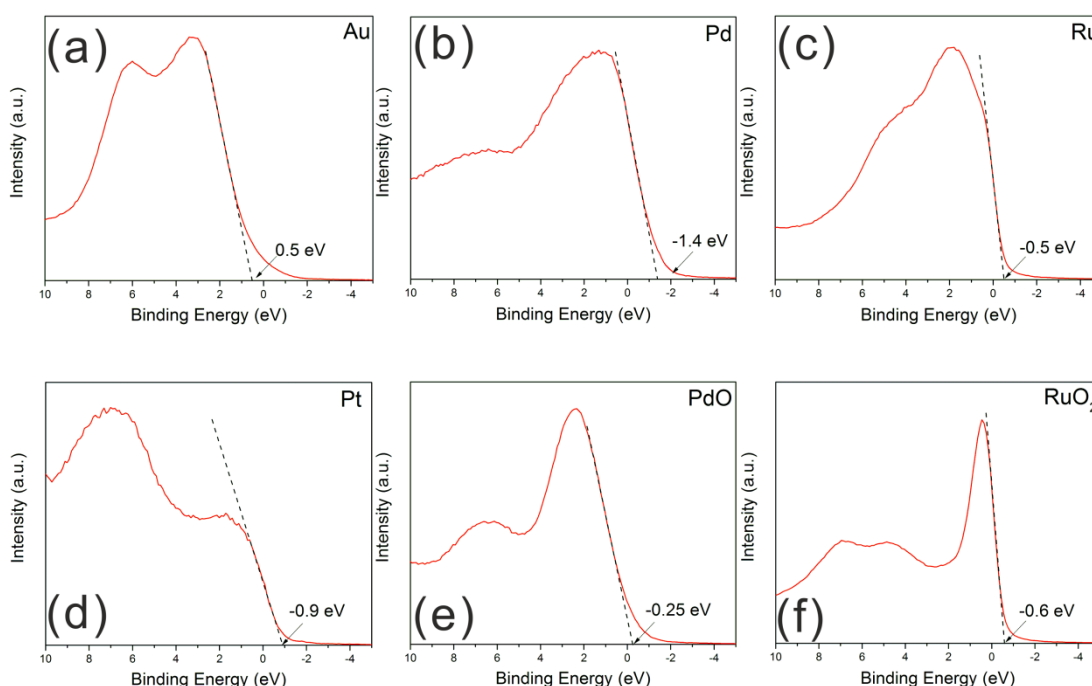 (a)
Au
Intensity (a.u.)
0.5 eV
10 8 6 4 2 0 -2 -4
Binding Energy (eV)
(b)
Pd
Intensity (a.u.)
-1.4 eV
10 8 6 4 2 0 -2 -4
Binding Energy (eV)
(c)
Ru
Intensity (a.u.)
-0.5 eV
10 8 6 4 2 0 -2 -4
Binding Energy (eV)
(d)
Pt
Intensity (a.u.)
-0.9 eV
10 8 6 4 2 0 -2 -4
Binding Energy (eV)
(e)
PdO
Intensity (a.u.)
-0.25 eV
10 8 6 4 2 0 -2 -4
Binding Energy (eV)
(f)
RuO₂
Intensity (a.u.)
-0.6 eV
10 8 6 4 2 0 -2 -4
Binding Energy (eV)